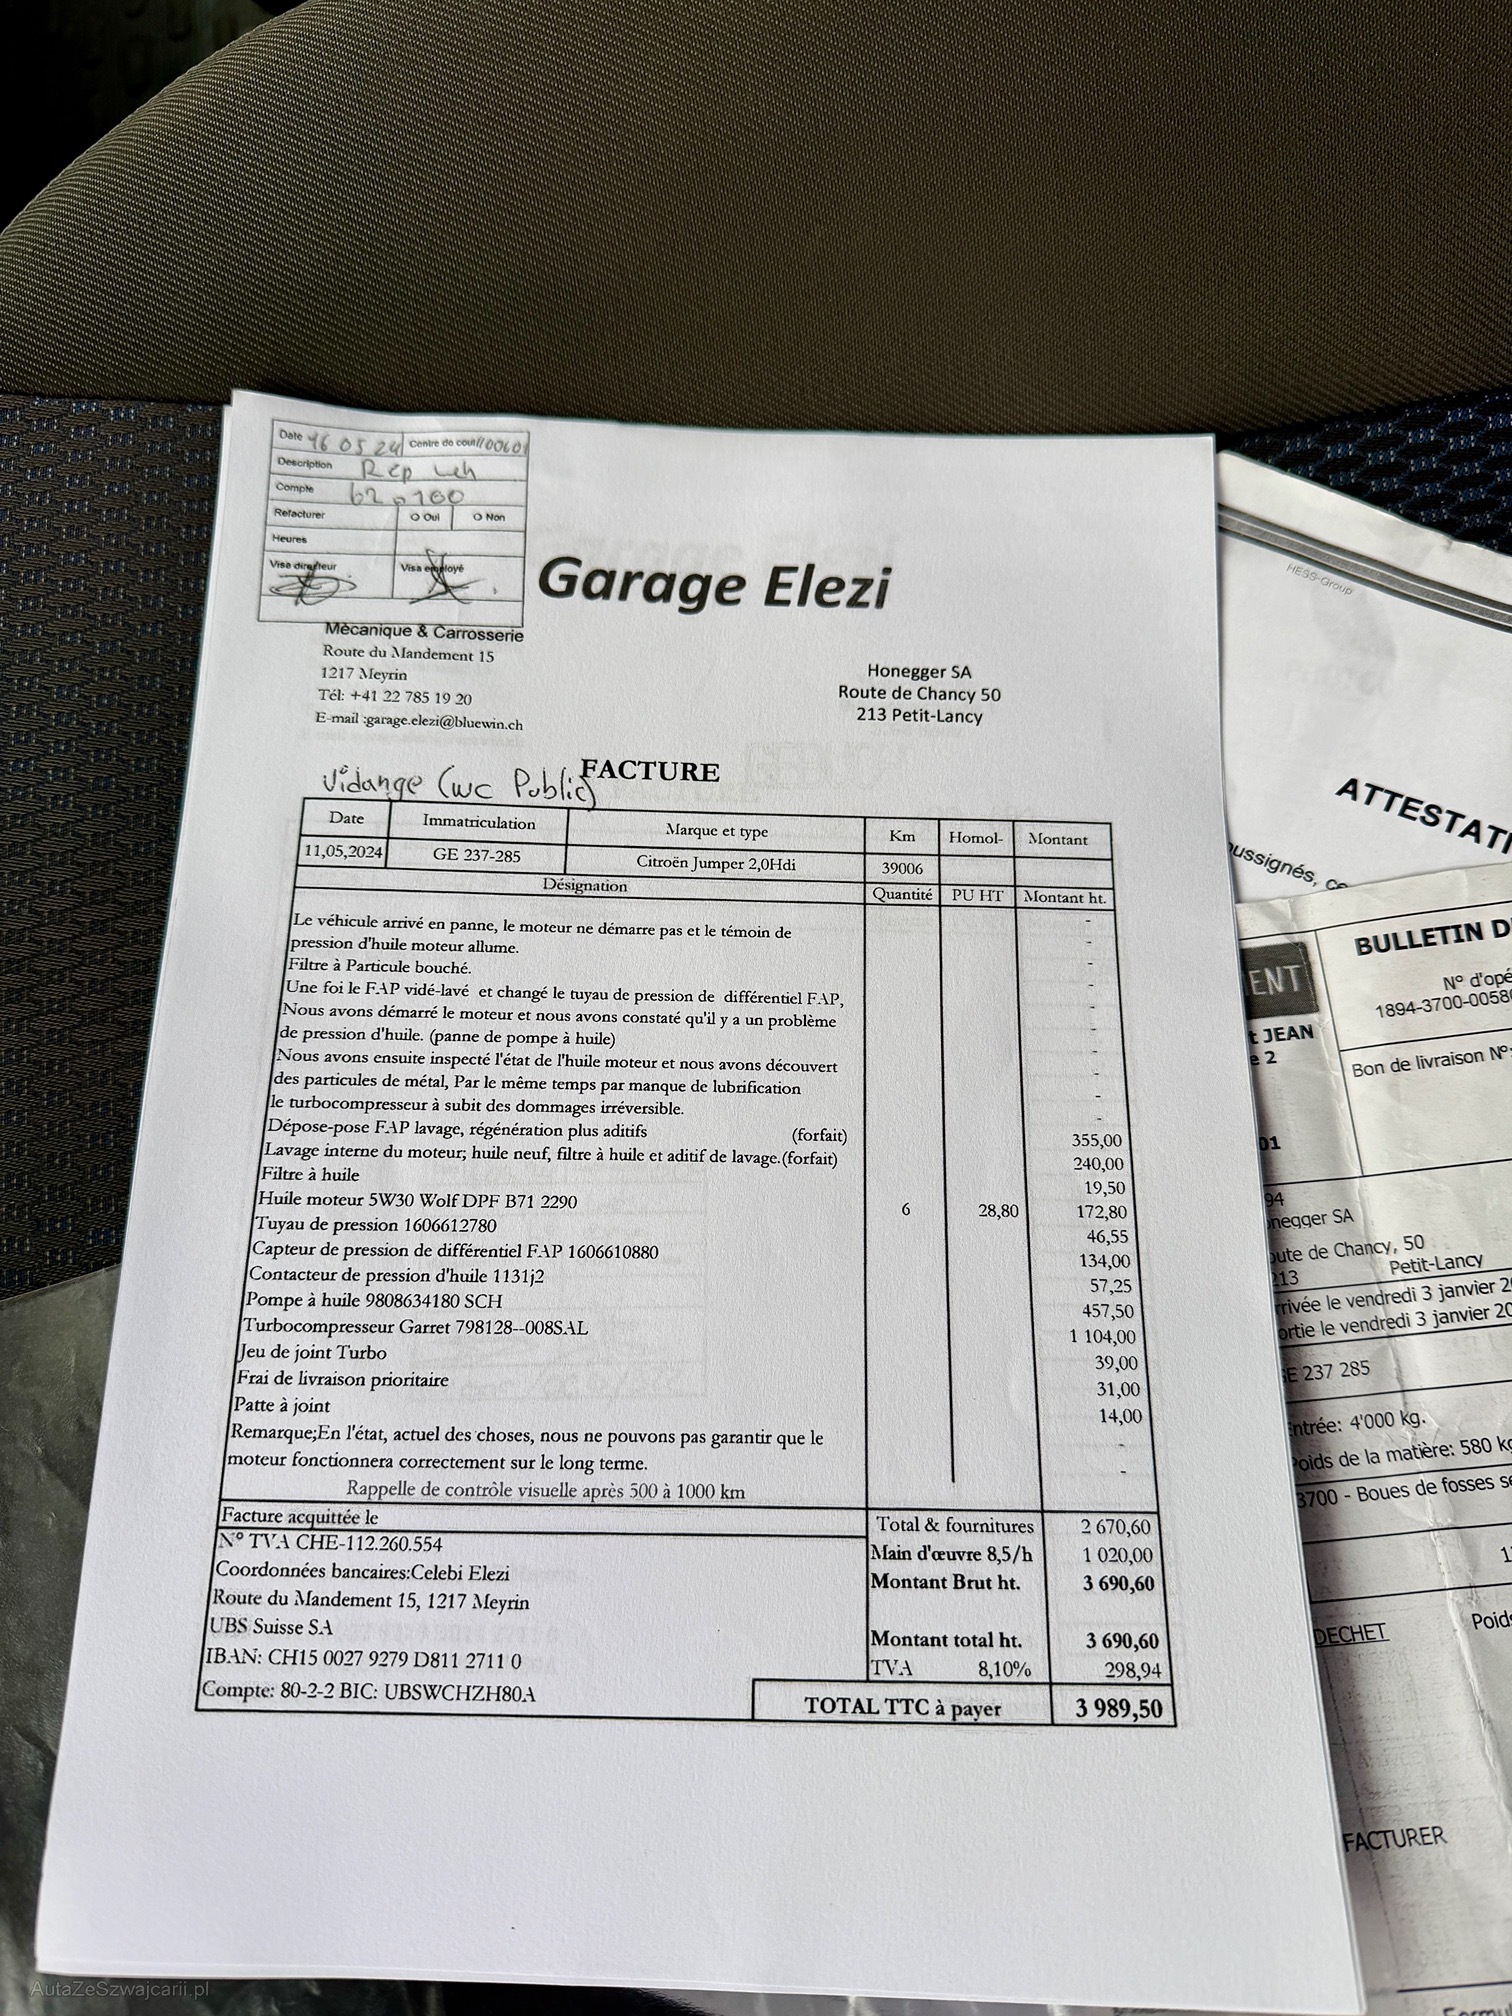 Date 16 05 24 Centre de cout
Description Rep veh
Compte
Refacturer O Oui O Non
Heures
Visa directeur Visa employé
Garage Elezi
Mécanique & Carrosserie
Route du Mandement 15
1217 Meyrin
Tél: +41 22 785 19 20
E-mail :garage.elezi@bluewin.ch
Honegger SA
Route de Chancy 50
213 Petit-Lancy
FACTURE
Vidange (WC Public)
Date Immatriculation Marque et type Km Homol- Montant
11,05,2024 GE 237-285 Citroën Jumper 2,0Hdi 39006
Désignation Quantité PU HT Montant ht.
Le véhicule arrivé en panne, le moteur ne démarre pas et le témoin de -
pression d'huile moteur allume. -
Filtre à Particule bouché. -
Une foi le FAP vidé-lavé et changé le tuyau de pression de différentiel FAP, -
Nous avons démarré le moteur et nous avons constaté qu'il y a un problème -
de pression d'huile. (panne de pompe à huile) -
Nous avons ensuite inspecté l'état de l'huile moteur et nous avons découvert -
des particules de métal, Par le même temps par manque de lubrification -
le turbocompresseur à subit des dommages irréversible. -
Dépose-pose FAP lavage, régénération plus aditifs (forfait) 355,00
Lavage interne du moteur; huile neuf, filtre à huile et aditif de lavage.(forfait) 240,00
Filtre à huile 19,50
Huile moteur 5W30 Wolf DPF B71 2290 6 28,80 172,80
Tuyau de pression 1606612780 46,55
Capteur de pression de différentiel FAP 1606610880 134,00
Contacteur de pression d'huile 1131j2 57,25
Pompe à huile 9808634180 SCH 457,50
Turbocompresseur Garret 798128--008SAL 1 104,00
Jeu de joint Turbo 39,00
Frai de livraison prioritaire 31,00
Patte à joint 14,00
Remarque;En l'état, actuel des choses, nous ne pouvons pas garantir que le -
moteur fonctionnera correctement sur le long terme. -
Rappelle de contrôle visuelle après 500 à 1000 km
Facture acquittée le Total & fournitures 2 670,60
N° TVA CHE-112.260.554 Main d'œuvre 8,5/h 1 020,00
Coordonnées bancaires:Celebi Elezi Montant Brut ht. 3 690,60
Route du Mandement 15, 1217 Meyrin
UBS Suisse SA Montant total ht. 3 690,60
IBAN: CH15 0027 9279 D811 2711 0 TVA 8,10% 298,94
Compte: 80-2-2 BIC: UBSWCHZH80A TOTAL TTC à payer 3 989,50
HESS-Group
ATTESTATI
oussignés, ce
BULLETIN D
ENT
N° d'opé
1894-3700-0058
t JEAN
e 2
Bon de livraison N°
01
94
onegger SA
oute de Chancy, 50
213 Petit-Lancy
rrivée le vendredi 3 janvier 2
ortie le vendredi 3 janvier 20
GE 237 285
Entrée: 4'000 kg.
Poids de la matière: 580 kg
3700 - Boues de fosses se
DECHET Poids
FACTURER
AutaZeSzwajcarii.pl